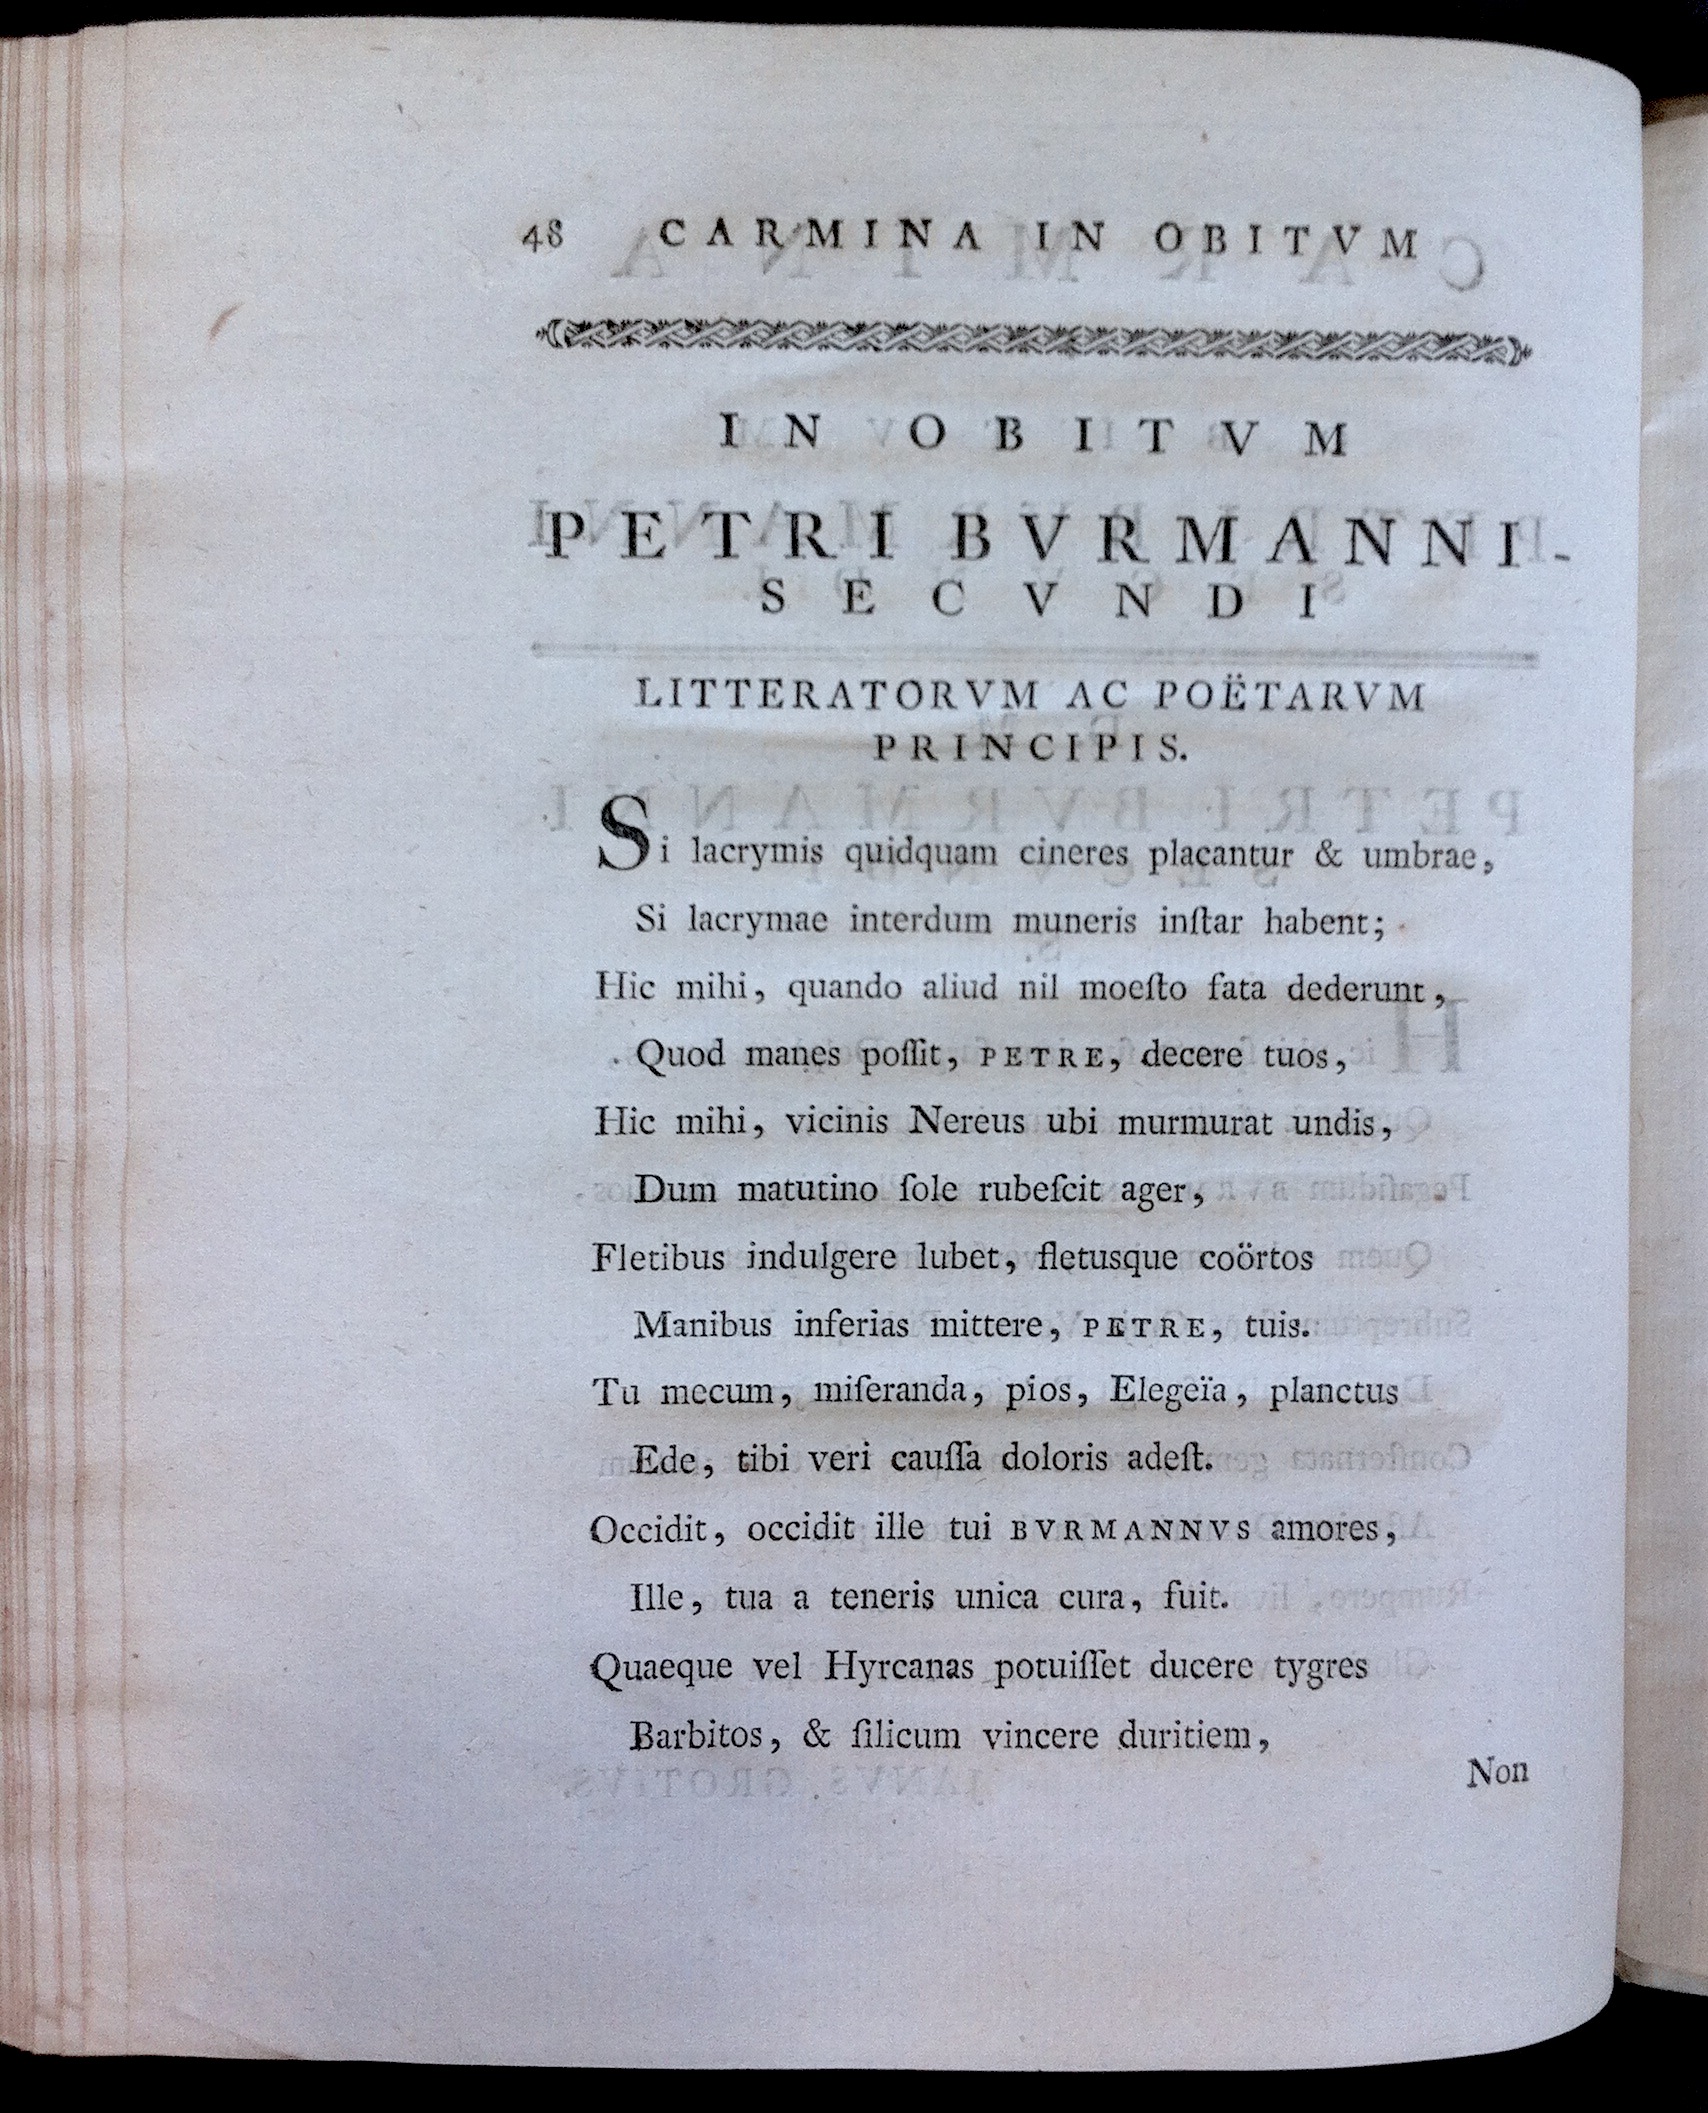 48 CARMINA IN OBITVM
IN OBITVM
PETRI BVRMANNI
SECVNDI
LITTERATORVM AC POËTARVM
PRINCIPIS.
Si lacrymis quidquam cineres placantur & umbrae,
Si lacrymae interdum muneris inſtar habent;
Hic mihi, quando aliud nil moeſto fata dederunt,
Quod manes poſſit, PETRE, decere tuos,
Hic mihi, vicinis Nereus ubi murmurat undis,
Dum matutino ſole rubeſcit ager,
Fletibus indulgere lubet, fletusque coörtos
Manibus inferias mittere, PETRE, tuis.
Tu mecum, miſeranda, pios, Elegeïa, planctus
Ede, tibi veri cauſſa doloris adeſt.
Occidit, occidit ille tui BVRMANNVS amores,
Ille, tua a teneris unica cura, fuit.
Quaeque vel Hyrcanas potuiſſet ducere tygres
Barbitos, & ſilicum vincere duritiem,
Non